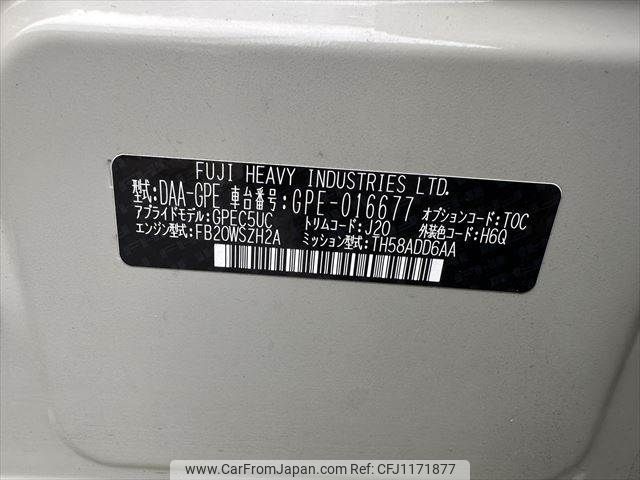 FUJI HEAVY INDUSTRIES LTD.
型式:DAA-GPE 車台番号:GPE-016677 オプションコード:TOC
アプライドモデル:GPEC5UC トリムコード:J20 外装色コード:H6Q
エンジン型式:FB20WSZH2A ミッション型式:TH58ADD6AA
www.CarFromJapan.com | Reference No. CFJ1171877